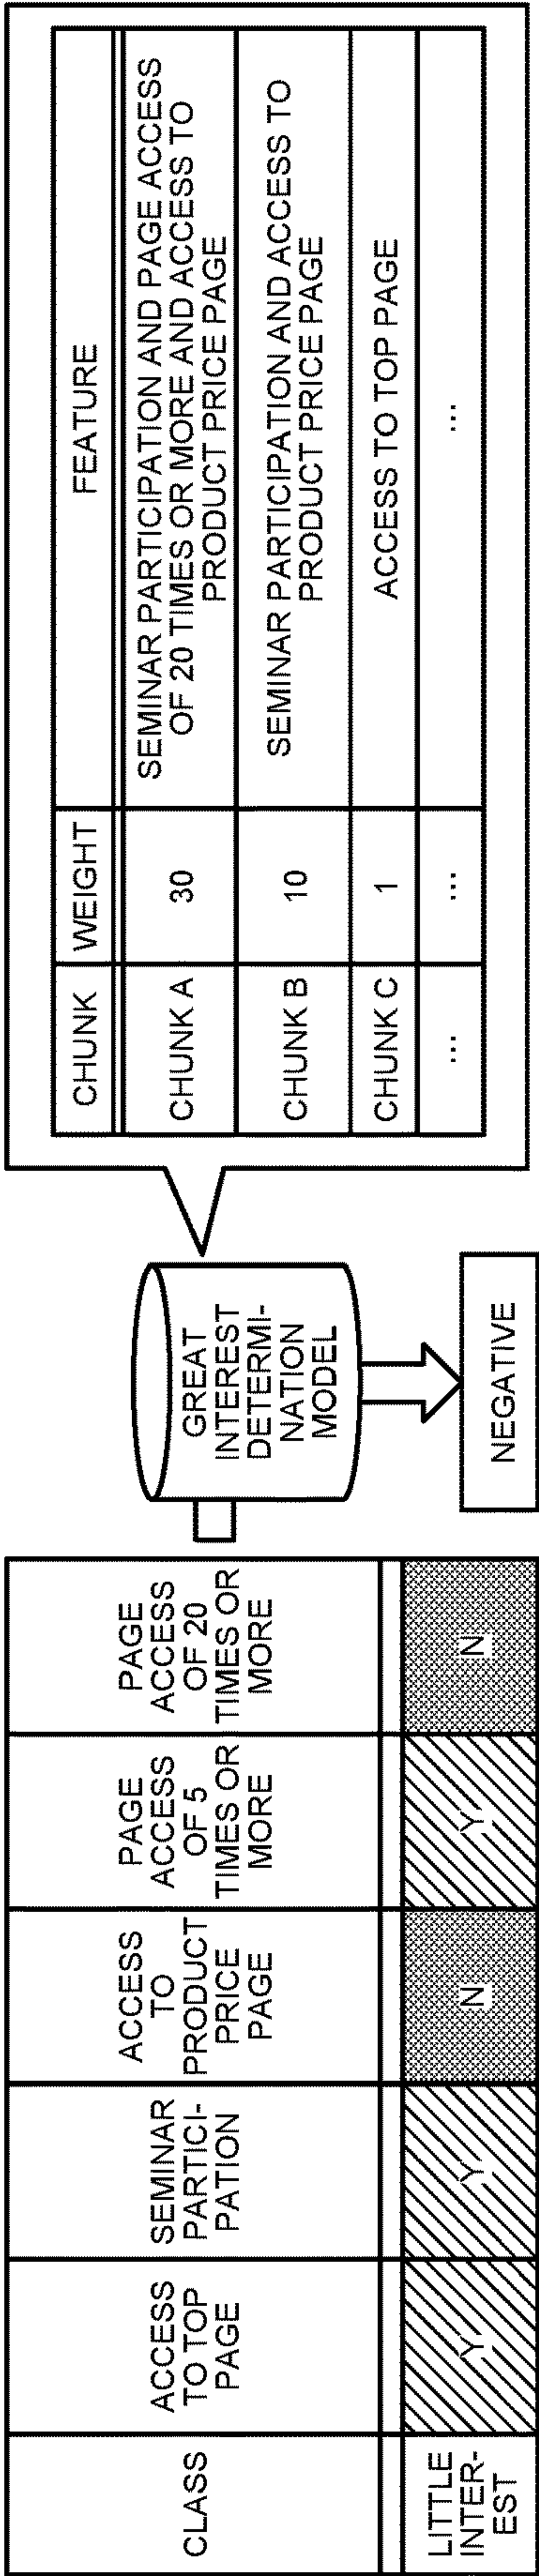 CLASS
ACCESS
TO TOP
PAGE
SEMINAR
PARTICI-
PATION
ACCESS
TO
PRODUCT
PRICE
PAGE
PAGE
ACCESS
OF 5
TIMES OR
MORE
PAGE
ACCESS
OF 20
TIMES OR
MORE
LITTLE
INTER-
EST
Y
Y
N
Y
N
GREAT
INTEREST
DETERMI-
NATION
MODEL
NEGATIVE
CHUNK
WEIGHT
FEATURE
CHUNK A
30
SEMINAR PARTICIPATION AND PAGE ACCESS
OF 20 TIMES OR MORE AND ACCESS TO
PRODUCT PRICE PAGE
CHUNK B
10
SEMINAR PARTICIPATION AND ACCESS TO
PRODUCT PRICE PAGE
CHUNK C
1
ACCESS TO TOP PAGE
...
...
...